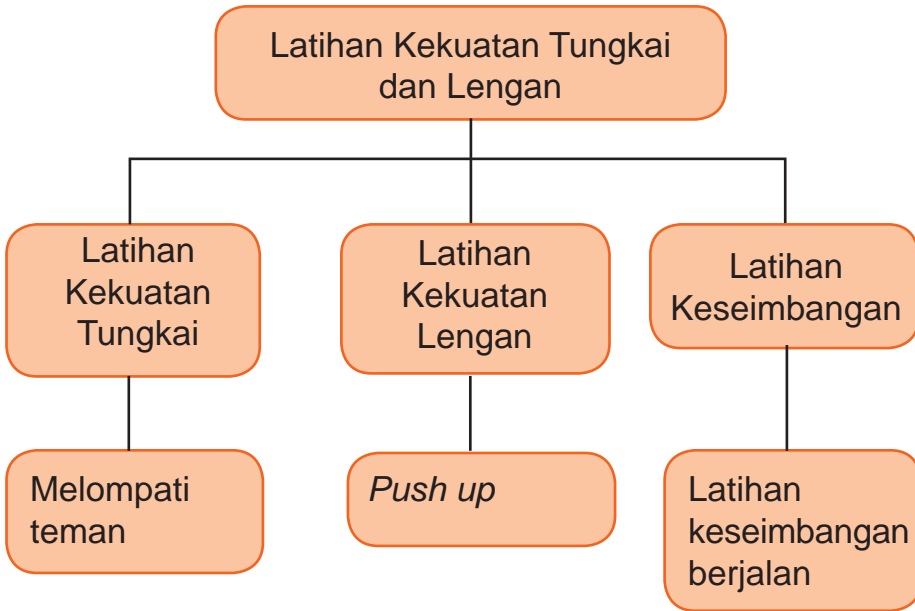 Latihan Kekuatan Tungkai
dan Lengan
Latihan
Kekuatan
Tungkai
Latihan
Kekuatan
Lengan
Latihan
Keseimbangan
Melompati
teman
Push up
Latihan
keseimbangan
berjalan